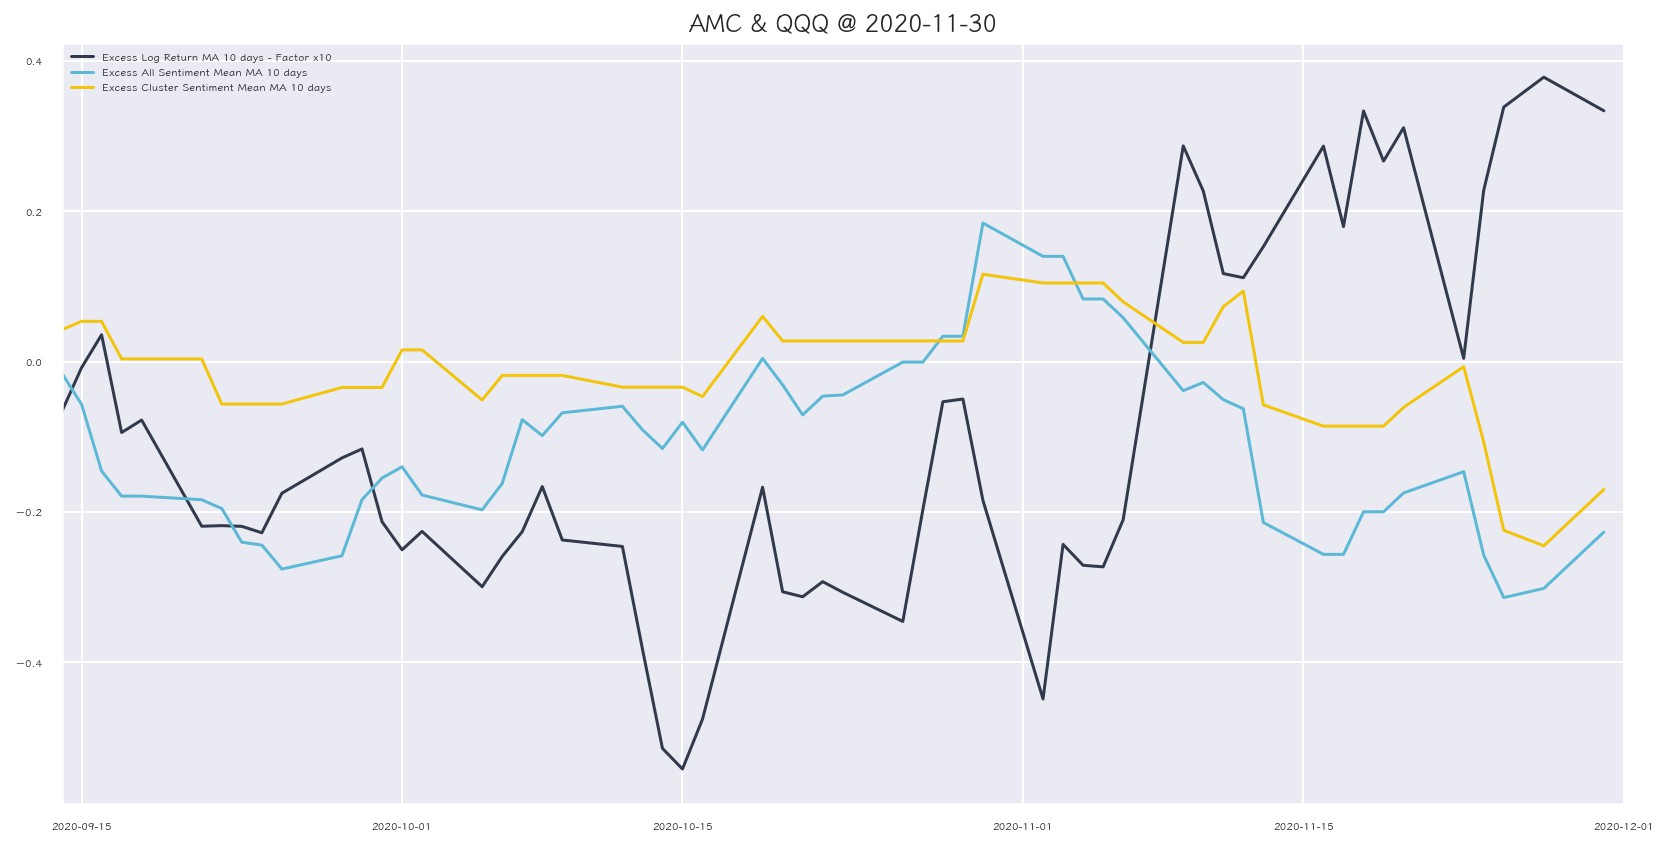 AMC & QQQ @ 2020-11-30
Excess Log Return MA 10 days - Factor x10
Excess All Sentiment Mean MA 10 days
Excess Cluster Sentiment Mean MA 10 days
0.4
0.2
0.0
−0.2
−0.4
2020-09-15 2020-10-01 2020-10-15 2020-11-01 2020-11-15 2020-12-01